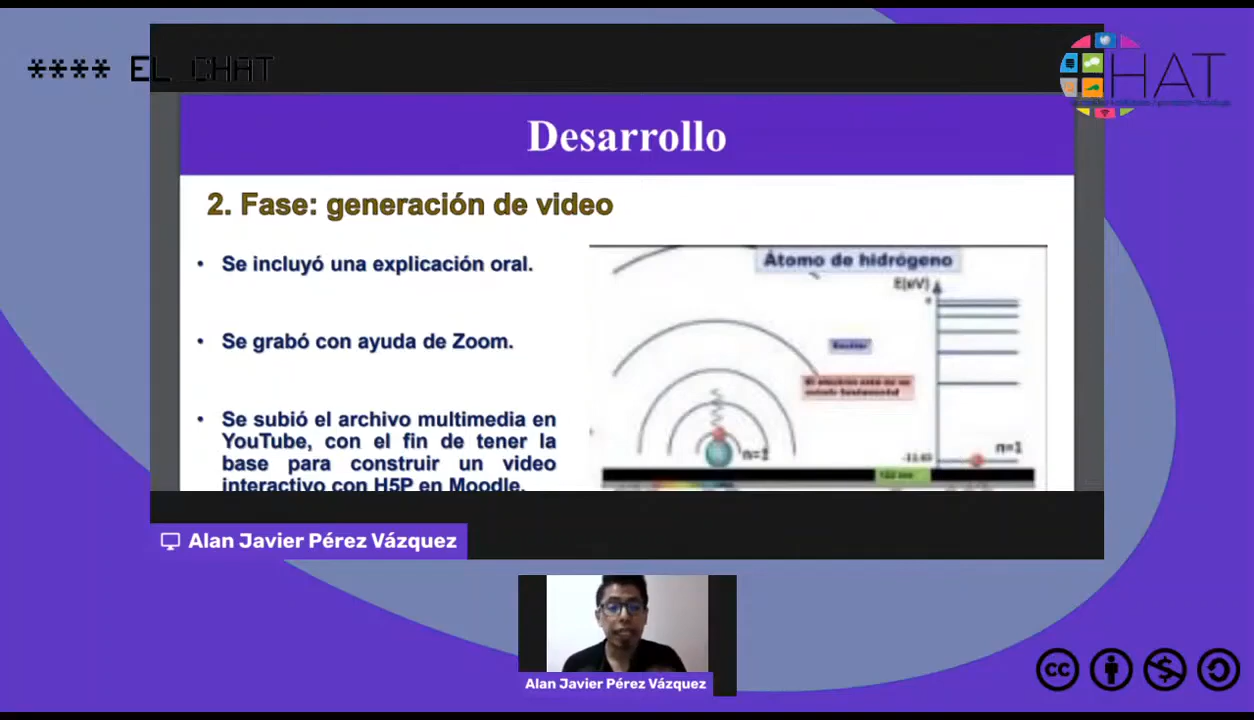 **** EL CHAT
HAT
Desarrollo
2. Fase: generación de video
• Se incluyó una explicación oral.
• Se grabó con ayuda de Zoom.
• Se subió el archivo multimedia en
YouTube, con el fin de tener la
base para construir un video
interactivo con H5P en Moodle.
Átomo de hidrógeno
E(eV)
n=1
n=1
Alan Javier Pérez Vázquez
Alan Javier Pérez Vázquez
cc